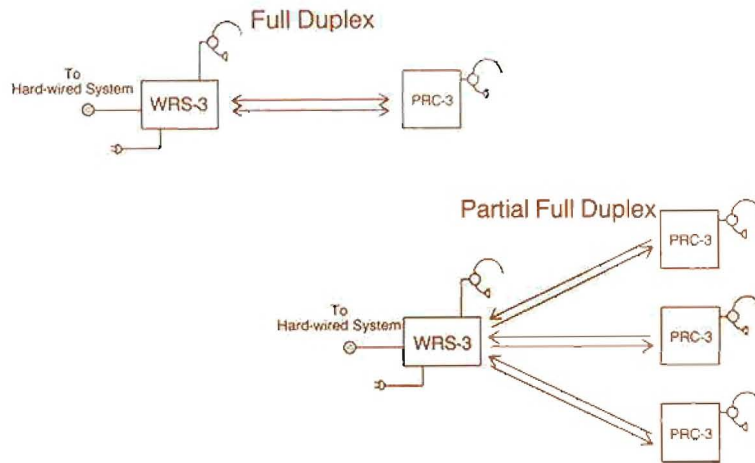 Full Duplex
To
Hard-wired System
WRS-3
PRC-3
Partial Full Duplex
PRC-3
To
Hard-wired System
WRS-3
PRC-3
PRC-3